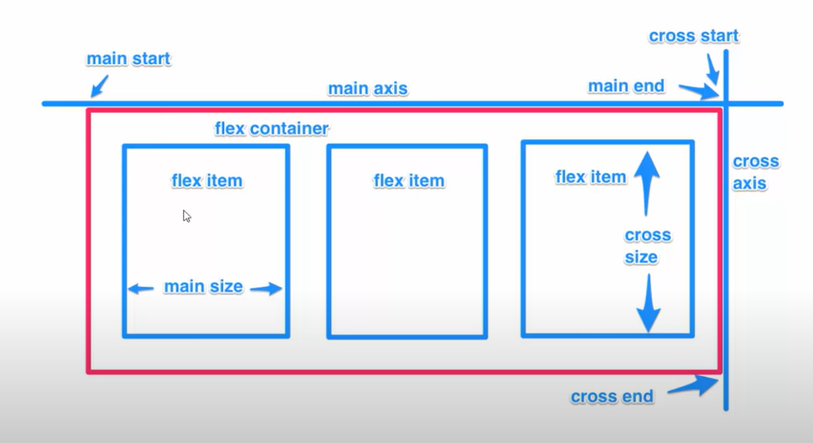 cross start
main start
main axis
main end
flex container
cross
axis
flex item
flex item
flex item
cross
size
main size
cross end